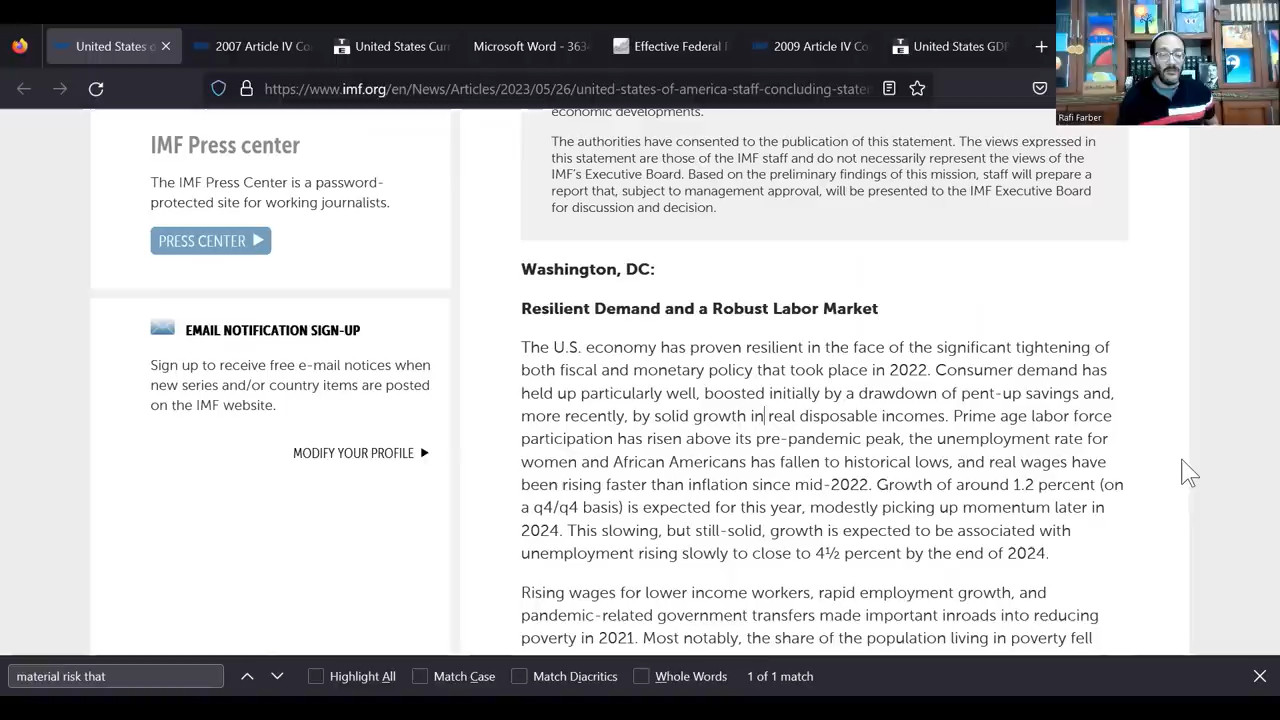 United States o
2007 Article IV Co
United States Curr
Microsoft Word - 363
Effective Federal F
2009 Article IV Co
United States GDP
https://www.imf.org/en/News/Articles/2023/05/26/united-states-of-america-staff-concluding-state
Rafi Farber
IMF Press center
The IMF Press Center is a password-
protected site for working journalists.
PRESS CENTER
EMAIL NOTIFICATION SIGN-UP
Sign up to receive free e-mail notices when
new series and/or country items are posted
on the IMF website.
MODIFY YOUR PROFILE
economic developments.
The authorities have consented to the publication of this statement. The views expressed in
this statement are those of the IMF staff and do not necessarily represent the views of the
IMF's Executive Board. Based on the preliminary findings of this mission, staff will prepare a
report that, subject to management approval, will be presented to the IMF Executive Board
for discussion and decision.
Washington, DC:
Resilient Demand and a Robust Labor Market
The U.S. economy has proven resilient in the face of the significant tightening of
both fiscal and monetary policy that took place in 2022. Consumer demand has
held up particularly well, boosted initially by a drawdown of pent-up savings and,
more recently, by solid growth in real disposable incomes. Prime age labor force
participation has risen above its pre-pandemic peak, the unemployment rate for
women and African Americans has fallen to historical lows, and real wages have
been rising faster than inflation since mid-2022. Growth of around 1.2 percent (on
a q4/q4 basis) is expected for this year, modestly picking up momentum later in
2024. This slowing, but still-solid, growth is expected to be associated with
unemployment rising slowly to close to 4½ percent by the end of 2024.
Rising wages for lower income workers, rapid employment growth, and
pandemic-related government transfers made important inroads into reducing
poverty in 2021. Most notably, the share of the population living in poverty fell
material risk that
Highlight All
Match Case
Match Diacritics
Whole Words
1 of 1 match